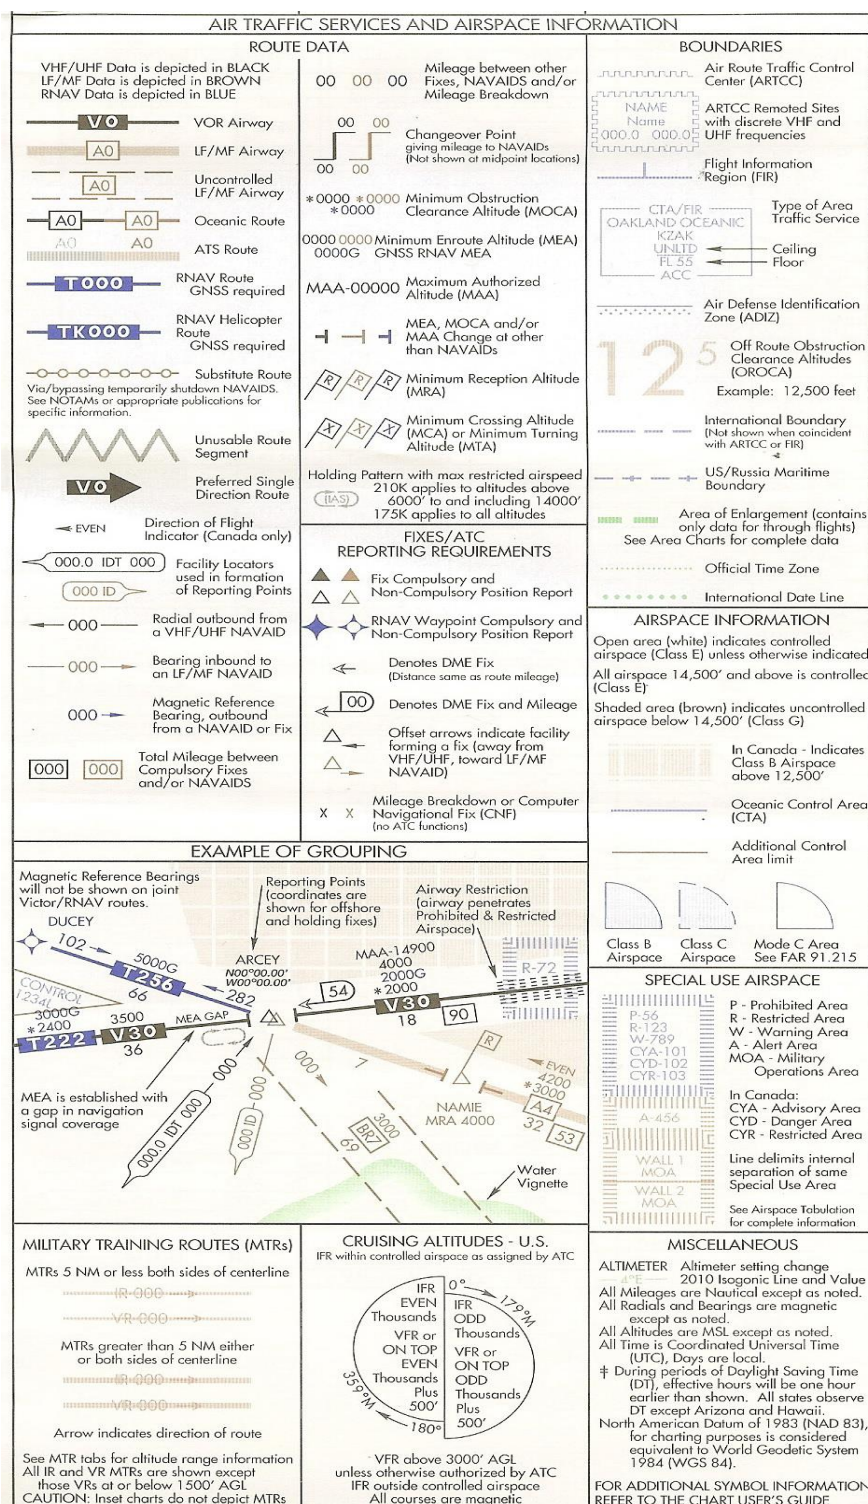 AIR TRAFFIC SERVICES AND AIRSPACE INFORMATION
ROUTE DATA
VHF/UHF Data is depicted in BLACK
LF/MF Data is depicted in BROWN
RNAV Data is depicted in BLUE
V0
VOR Airway
A0
LF/MF Airway
A0
Uncontrolled
LF/MF Airway
A0 A0
Oceanic Route
A0 A0
ATS Route
T000
RNAV Route
GNSS required
TK000
RNAV Helicopter
Route
GNSS required
Substitute Route
Via/bypassing temporarily shutdown NAVAIDS.
See NOTAMs or appropriate publications for
specific information.
Unusable Route
Segment
V0
Preferred Single
Direction Route
EVEN
Direction of Flight
Indicator (Canada only)
000.0 IDT 000
000 ID
Facility Locators
used in formation
of Reporting Points
000
Radial outbound from
a VHF/UHF NAVAID
000
Bearing inbound to
an LF/MF NAVAID
000
Magnetic Reference
Bearing, outbound
from a NAVAID or Fix
000 000
Total Mileage between
Compulsory Fixes
and/or NAVAIDS
00 00 00
Mileage between other
Fixes, NAVAIDS and/or
Mileage Breakdown
00 00
00 00
Changeover Point
giving mileage to NAVAIDs
(Not shown at midpoint locations)
*0000 *0000
*0000
Minimum Obstruction
Clearance Altitude (MOCA)
0000 0000
0000G
Minimum Enroute Altitude (MEA)
GNSS RNAV MEA
MAA-00000
Maximum Authorized
Altitude (MAA)
MEA, MOCA and/or
MAA Change at other
than NAVAIDs
R R R
Minimum Reception Altitude
(MRA)
X X X
Minimum Crossing Altitude
(MCA) or Minimum Turning
Altitude (MTA)
Holding Pattern with max restricted airspeed
(IAS)
210K applies to altitudes above
6000' to and including 14000'
175K applies to all altitudes
FIXES/ATC
REPORTING REQUIREMENTS
Fix Compulsory and
Non-Compulsory Position Report
RNAV Waypoint Compulsory and
Non-Compulsory Position Report
Denotes DME Fix
(Distance same as route mileage)
00
Denotes DME Fix and Mileage
Offset arrows indicate facility
forming a fix (away from
VHF/UHF, toward LF/MF
NAVAID)
X X
Mileage Breakdown or Computer
Navigational Fix (CNF)
(no ATC functions)
BOUNDARIES
Air Route Traffic Control
Center (ARTCC)
NAME
Name
000.0 000.0
ARTCC Remoted Sites
with discrete VHF and
UHF frequencies
Flight Information
Region (FIR)
CTA/FIR
OAKLAND OCEANIC
KZAK
UNLTD
FL 55
ACC
Type of Area
Traffic Service
Ceiling
Floor
Air Defense Identification
Zone (ADIZ)
12 5
Off Route Obstruction
Clearance Altitudes
(OROCA)
Example: 12,500 feet
International Boundary
(Not shown when coincident
with ARTCC or FIR)
US/Russia Maritime
Boundary
Area of Enlargement (contains
only data for through flights)
See Area Charts for complete data
Official Time Zone
International Date Line
AIRSPACE INFORMATION
Open area (white) indicates controlled
airspace (Class E) unless otherwise indicated
All airspace 14,500' and above is controlled
(Class E)
Shaded area (brown) indicates uncontrolled
airspace below 14,500' (Class G)
In Canada - Indicates
Class B Airspace
above 12,500'
Oceanic Control Area
(CTA)
Additional Control
Area limit
Class B
Airspace
Class C
Airspace
Mode C Area
See FAR 91.215
EXAMPLE OF GROUPING
Magnetic Reference Bearings
will not be shown on joint
Victor/RNAV routes.
DUCEY
102
5000G
T256
66
282
CONTROL
1234L
3000G
*2400
T222
3500
V30
36
MEA GAP
MEA is established with
a gap in navigation
signal coverage
000.0 IDT 000
000 ID
000
ARCEY
N00°00.00'
W00°00.00'
Reporting Points
(coordinates are
shown for offshore
and holding fixes)
Airway Restriction
(airway penetrates
Prohibited & Restricted
Airspace)
MAA-14900
4000
2000G
*2000
54
V30
18
90
R-72
R
7
000
EVEN
4200
*3000
A4
32
53
NAMIE
MRA 4000
3000
BR7
69
Water
Vignette
SPECIAL USE AIRSPACE
P-56
R-123
W-789
CYA-101
CYD-102
CYR-103
A-456
WALL 1
MOA
WALL 2
MOA
P - Prohibited Area
R - Restricted Area
W - Warning Area
A - Alert Area
MOA - Military
Operations Area
In Canada:
CYA - Advisory Area
CYD - Danger Area
CYR - Restricted Area
Line delimits internal
separation of same
Special Use Area
See Airspace Tabulation
for complete information
MILITARY TRAINING ROUTES (MTRs)
MTRs 5 NM or less both sides of centerline
IR-000
VR-000
MTRs greater than 5 NM either
or both sides of centerline
IR-000
VR-000
Arrow indicates direction of route
See MTR tabs for altitude range information
All IR and VR MTRs are shown except
those VRs at or below 1500' AGL
CAUTION: Inset charts do not depict MTRs
CRUISING ALTITUDES - U.S.
IFR within controlled airspace as assigned by ATC
0°
179°M
359°M
180°
IFR
EVEN
Thousands
VFR or
ON TOP
EVEN
Thousands
Plus
500'
IFR
ODD
Thousands
VFR or
ON TOP
ODD
Thousands
Plus
500'
VFR above 3000' AGL
unless otherwise authorized by ATC
IFR outside controlled airspace
All courses are magnetic
MISCELLANEOUS
ALTIMETER Altimeter setting change
4°E 2010 Isogonic Line and Value
All Mileages are Nautical except as noted.
All Radials and Bearings are magnetic
except as noted.
All Altitudes are MSL except as noted.
All Time is Coordinated Universal Time
(UTC), Days are local.
‡ During periods of Daylight Saving Time
(DT), effective hours will be one hour
earlier than shown. All states observe
DT except Arizona and Hawaii.
North American Datum of 1983 (NAD 83),
for charting purposes is considered
equivalent to World Geodetic System
1984 (WGS 84).
FOR ADDITIONAL SYMBOL INFORMATION
REFER TO THE CHART USER'S GUIDE